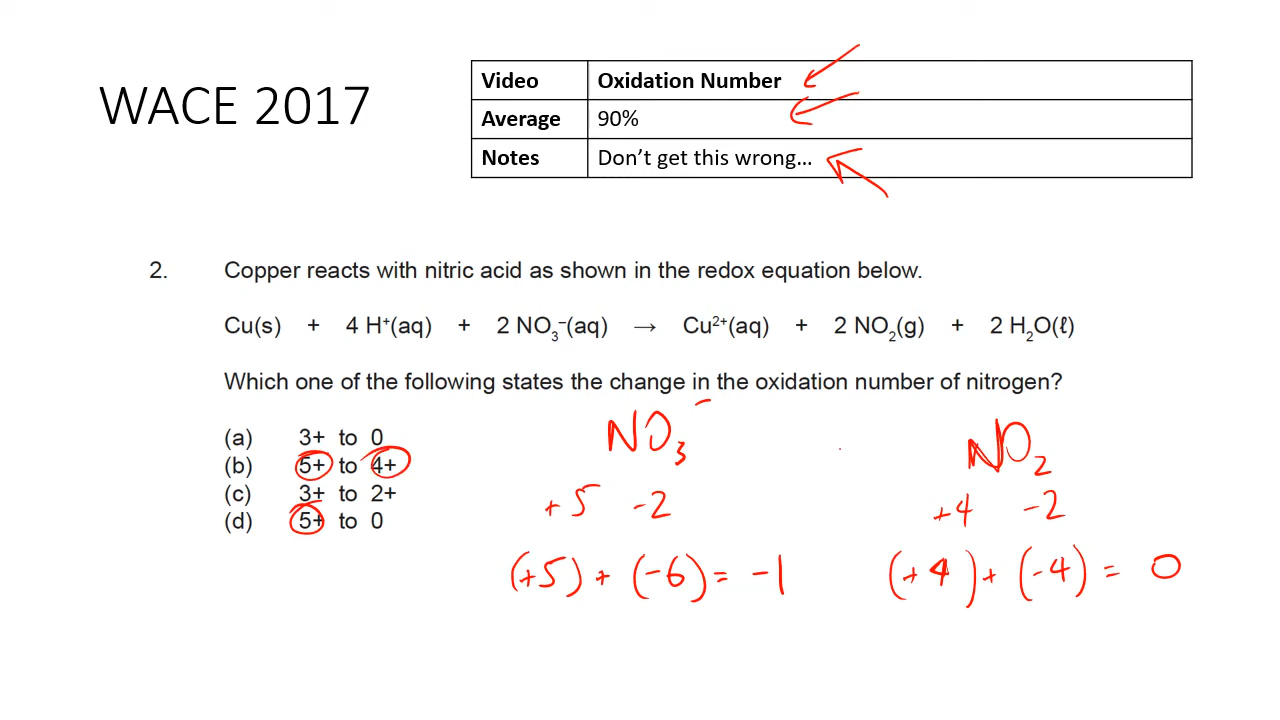 WACE 2017
Video Oxidation Number
Average 90%
Notes Don't get this wrong...
2. Copper reacts with nitric acid as shown in the redox equation below.
Cu(s) + 4 H⁺(aq) + 2 NO₃⁻(aq) → Cu²⁺(aq) + 2 NO₂(g) + 2 H₂O(ℓ)
Which one of the following states the change in the oxidation number of nitrogen?
(a) 3+ to 0
(b) 5+ to 4+
(c) 3+ to 2+
(d) 5+ to 0
NO₃⁻ NO₂
+5 -2 +4 -2
(+5) + (-6) = -1 (+4) + (-4) = 0